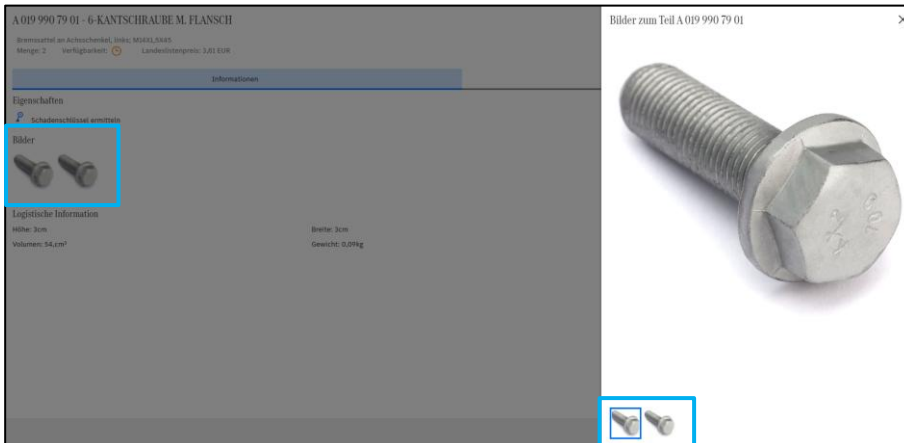 A 019 990 79 01 - 6-KANTSCHRAUBE M. FLANSCH
Bremssattel an Achsschenkel, links; M14X1,5X45
Menge: 2 Verfügbarkeit: Landeslistenpreis: 3,81 EUR
Informationen
Eigenschaften
Schadenschlüssel ermitteln
Bilder
Logistische Information
Höhe: 3cm Breite: 3cm
Volumen: 54,cm³ Gewicht: 0,09kg
Bilder zum Teil A 019 990 79 01